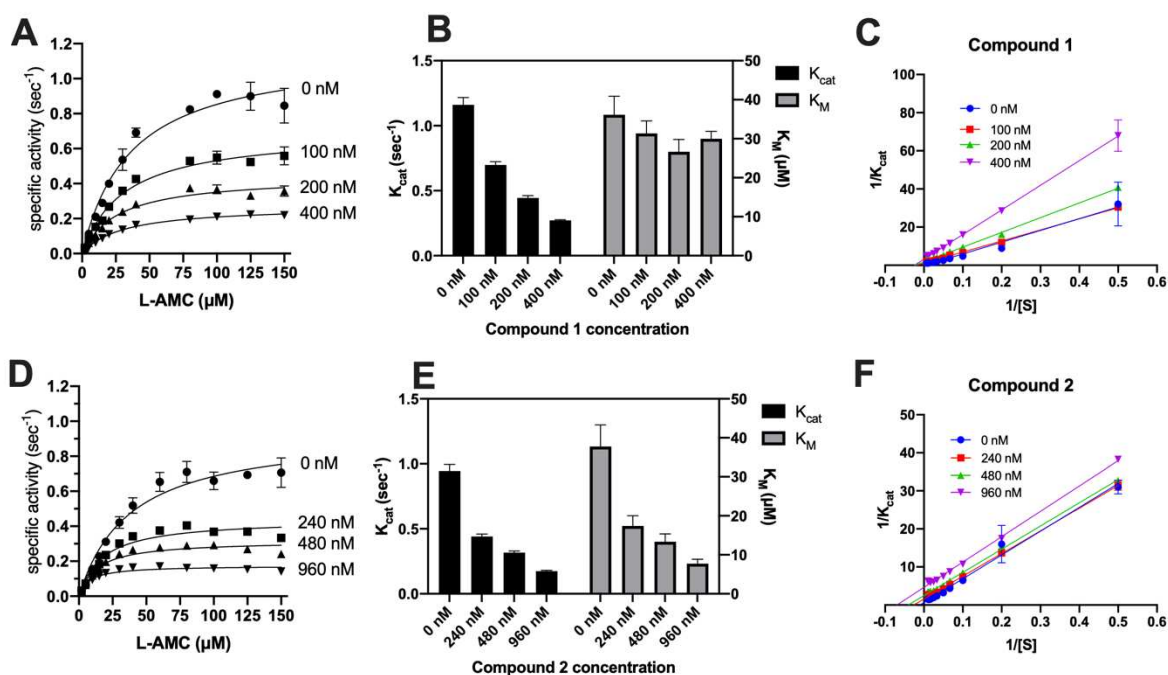 A
specific activity (sec-1)
1.2
1.0
0.8
0.6
0.4
0.2
0.0
0 nM
100 nM
200 nM
400 nM
0 25 50 75 100 125 150
L-AMC (µM)
B
Kcat (sec-1)
1.5
1.0
0.5
0.0
50
40
30
20
10
0
KM (µM)
Kcat
KM
0 nM 100 nM 200 nM 400 nM 0 nM 100 nM 200 nM 400 nM
Compound 1 concentration
C
Compound 1
1/Kcat
100
80
60
40
20
0 nM
100 nM
200 nM
400 nM
-0.1 0.0 0.1 0.2 0.3 0.4 0.5 0.6
1/[S]
D
specific activity (sec-1)
1.2
1.0
0.8
0.6
0.4
0.2
0.0
0 nM
240 nM
480 nM
960 nM
0 25 50 75 100 125 150
L-AMC (µM)
E
Kcat (sec-1)
1.5
1.0
0.5
0.0
50
40
30
20
10
0
KM (µM)
Kcat
KM
0 nM 240 nM 480 nM 960 nM 0 nM 240 nM 480 nM 960 nM
Compound 2 concentration
F
Compound 2
1/Kcat
50
40
30
20
10
0 nM
240 nM
480 nM
960 nM
-0.1 0.0 0.1 0.2 0.3 0.4 0.5 0.6
1/[S]